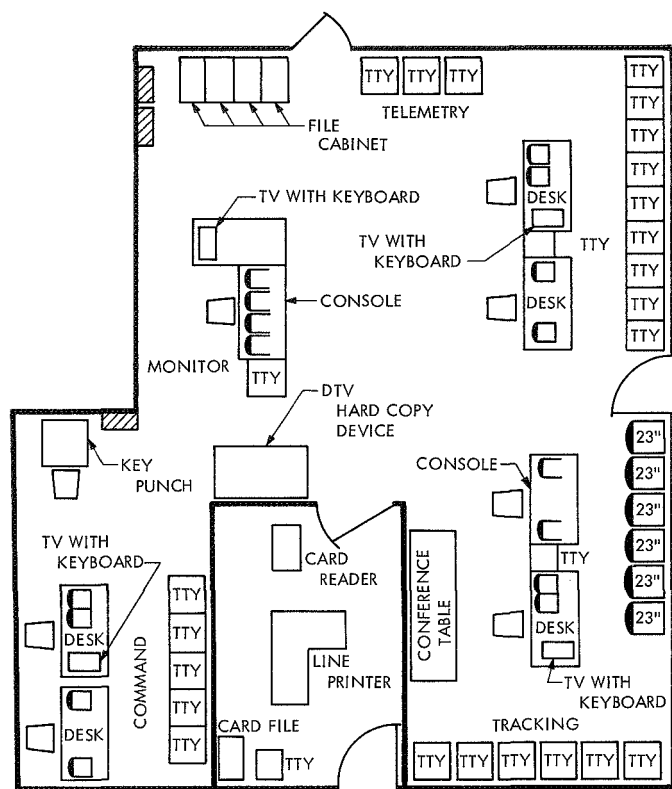 TTY TTY TTY
TELEMETRY
TTY
TTY
TTY
TTY
TTY
TTY
TTY
TTY
TTY
FILE
CABINET
DESK
TV WITH KEYBOARD
TV WITH
KEYBOARD
TTY
DESK
CONSOLE
MONITOR
TTY
DTV
HARD COPY
DEVICE
KEY
PUNCH
CONSOLE
23"
23"
23"
23"
23"
23"
TV WITH
KEYBOARD
CARD
READER
TTY
CONFERENCE
TABLE
DESK
TV WITH
KEYBOARD
DESK
DESK
COMMAND
TTY
TTY
TTY
TTY
TTY
LINE
PRINTER
CARD FILE
TTY
TRACKING
TTY TTY TTY TTY TTY TTY